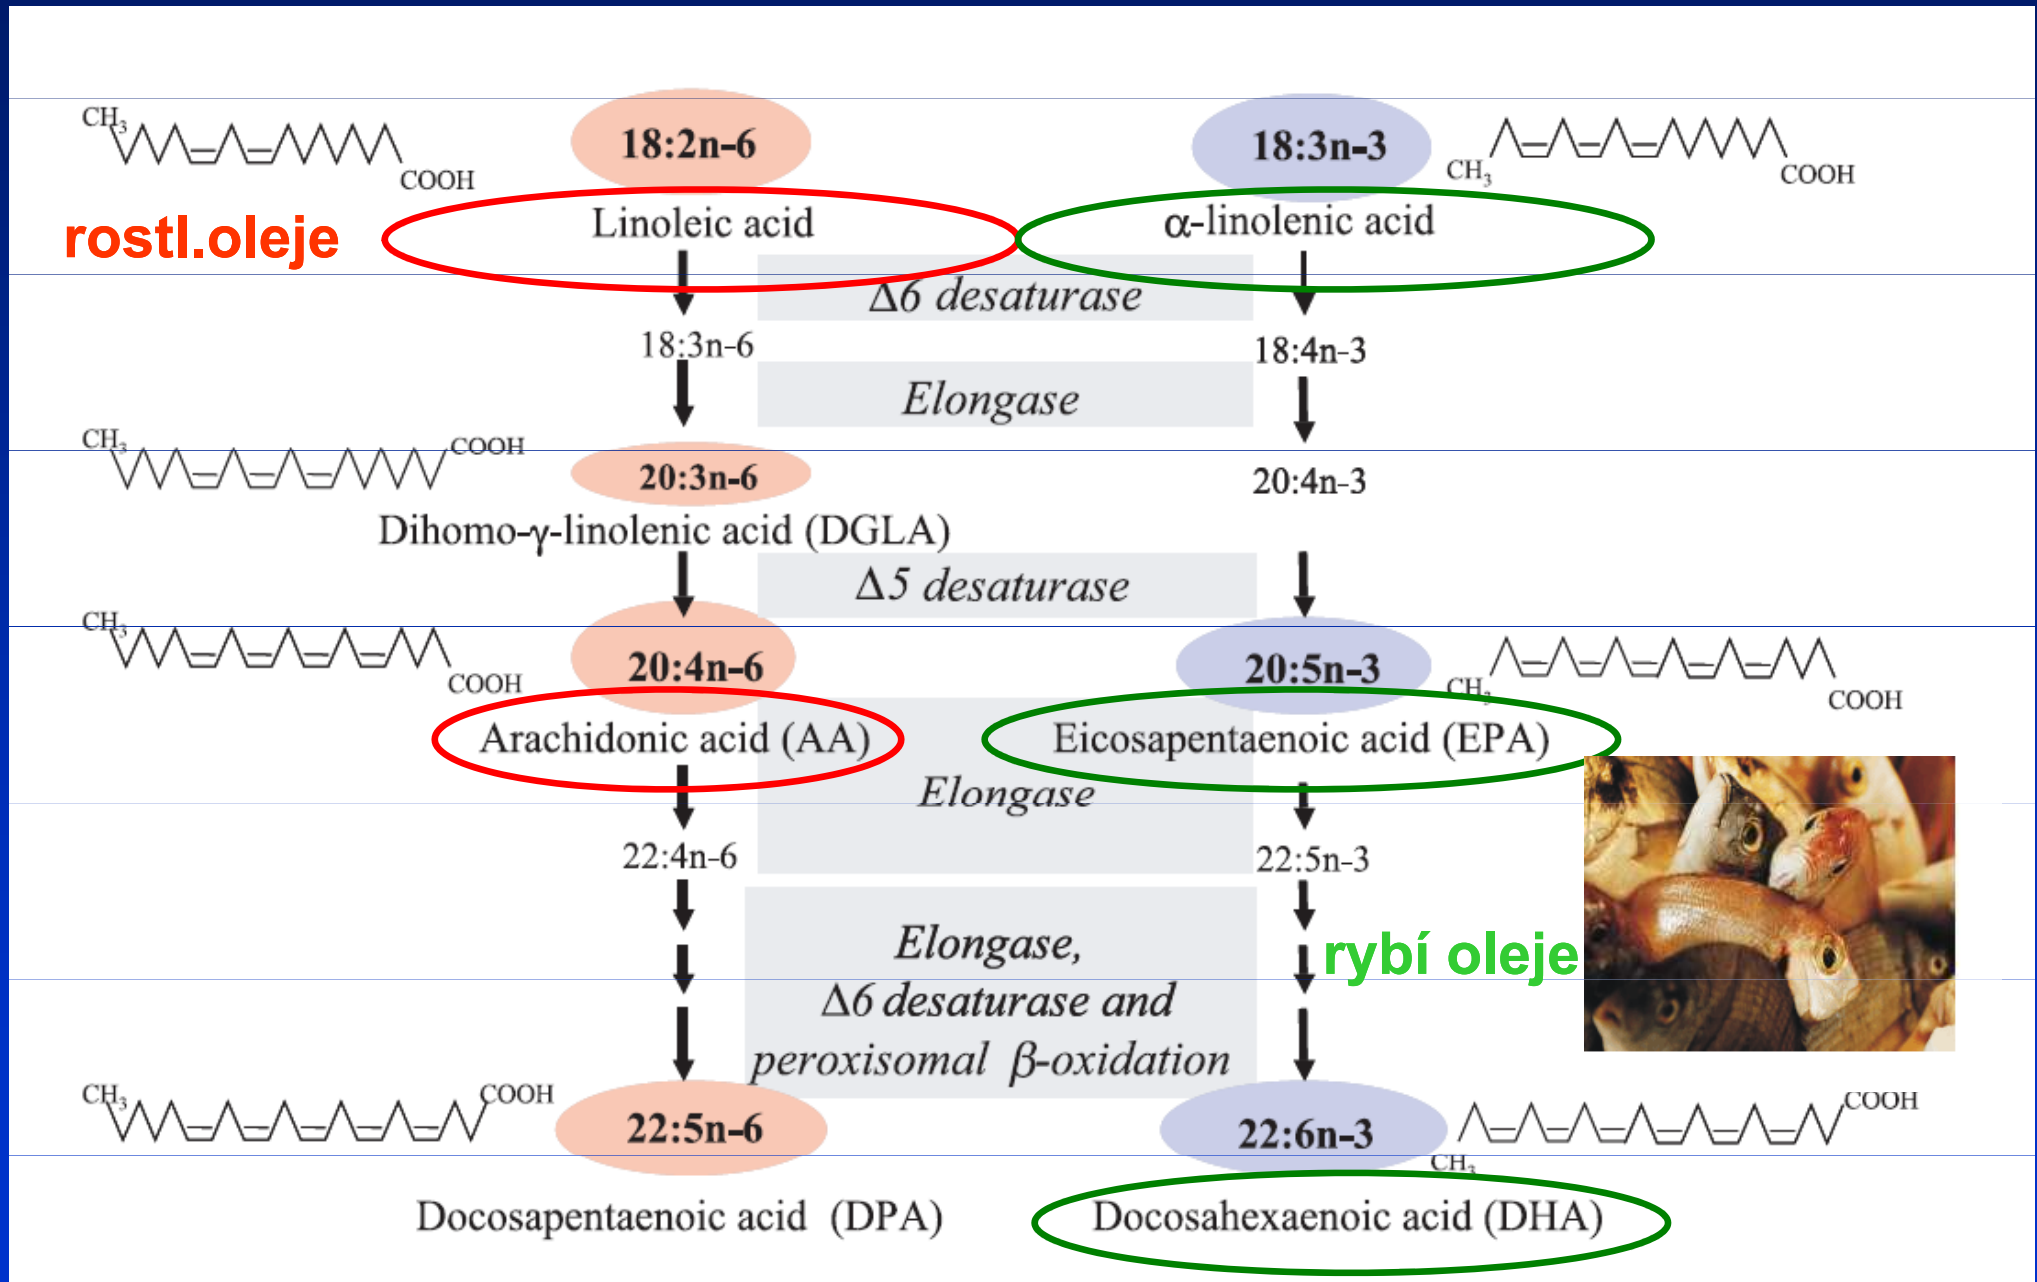 CH3
COOH
18:2n-6
18:3n-3
CH3
COOH
rostl.oleje
Linoleic acid
α-linolenic acid
Δ6 desaturase
18:3n-6
18:4n-3
Elongase
CH3
COOH
20:3n-6
20:4n-3
Dihomo-γ-linolenic acid (DGLA)
Δ5 desaturase
CH3
COOH
20:4n-6
20:5n-3
CH3
COOH
Arachidonic acid (AA)
Eicosapentaenoic acid (EPA)
Elongase
22:4n-6
22:5n-3
Elongase,
Δ6 desaturase and
peroxisomal β-oxidation
rybí oleje
CH3
COOH
22:5n-6
22:6n-3
CH3
COOH
Docosapentaenoic acid (DPA)
Docosahexaenoic acid (DHA)